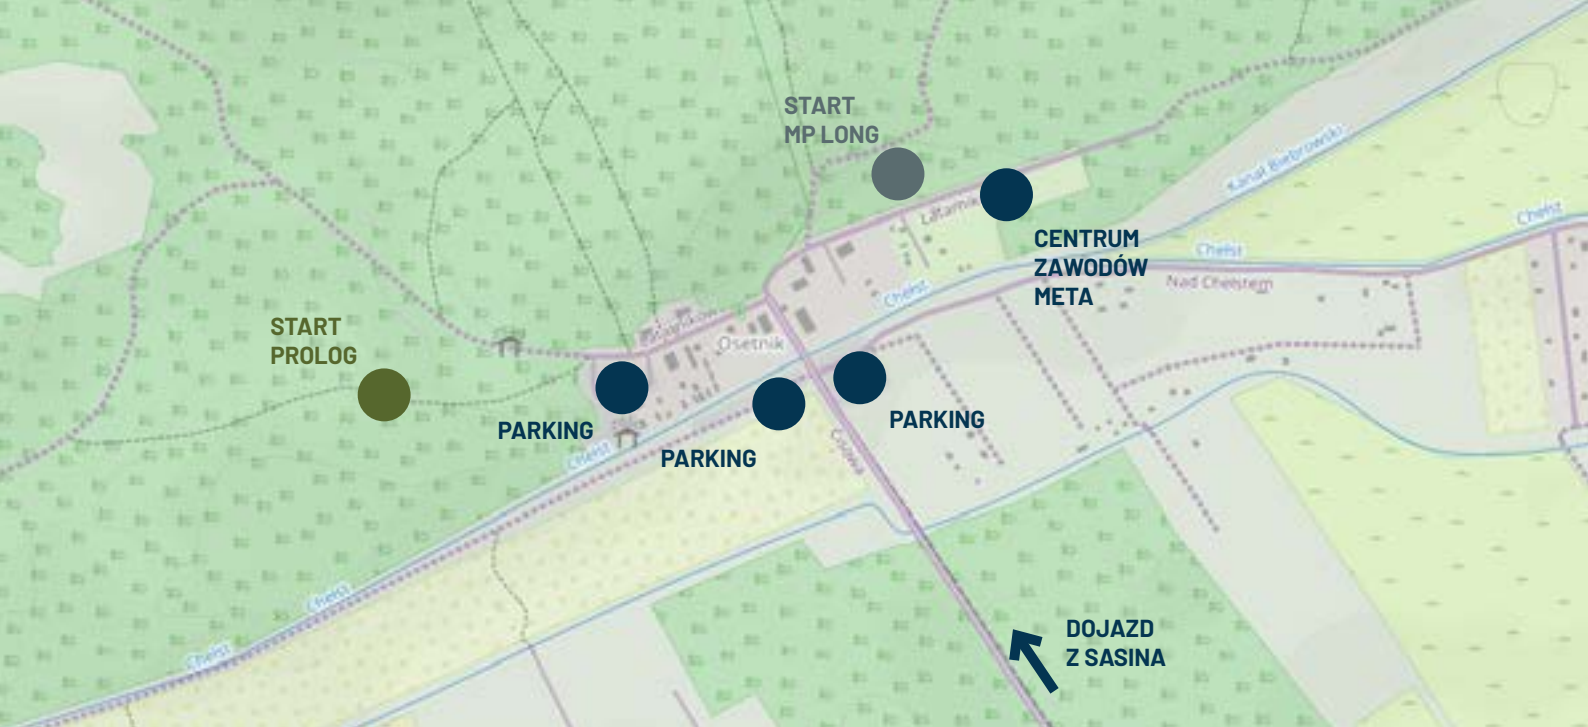 START
MP LONG
Kanał Biebrowski
Latarnik
CENTRUM
ZAWODÓW
META
Chełst
Chełst
Nad Chełstem
Chełst
START
PROLOG
Osetnik
PARKING
PARKING
PARKING
Chełst
Chełst
Chełst
DOJAZD
Z SASINA